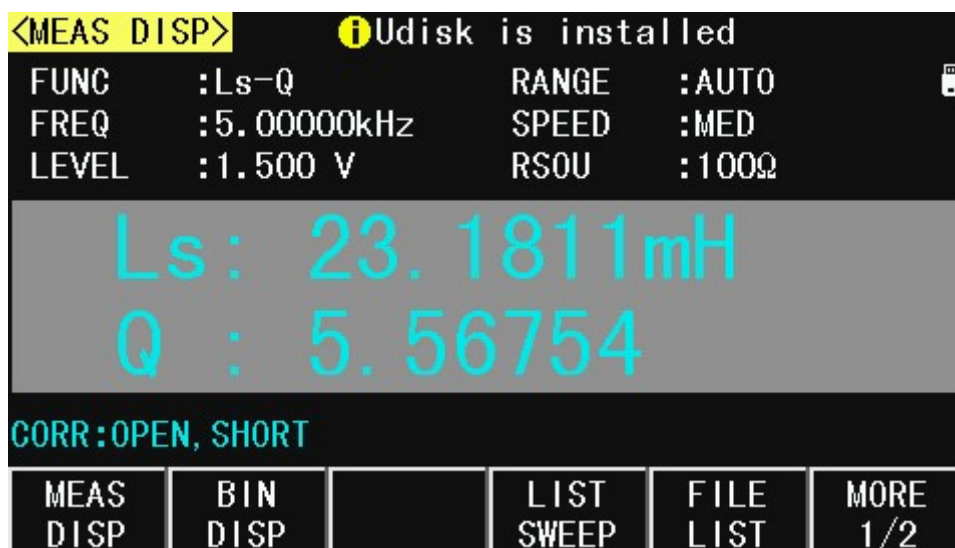 <MEAS DISP> iUdisk is installed
FUNC :Ls-Q RANGE :AUTO
FREQ :5.00000kHz SPEED :MED
LEVEL :1.500 V RSOU :100Ω
Ls: 23.1811mH
Q : 5.56754
CORR:OPEN,SHORT
MEAS DISP BIN DISP LIST SWEEP FILE LIST MORE 1/2